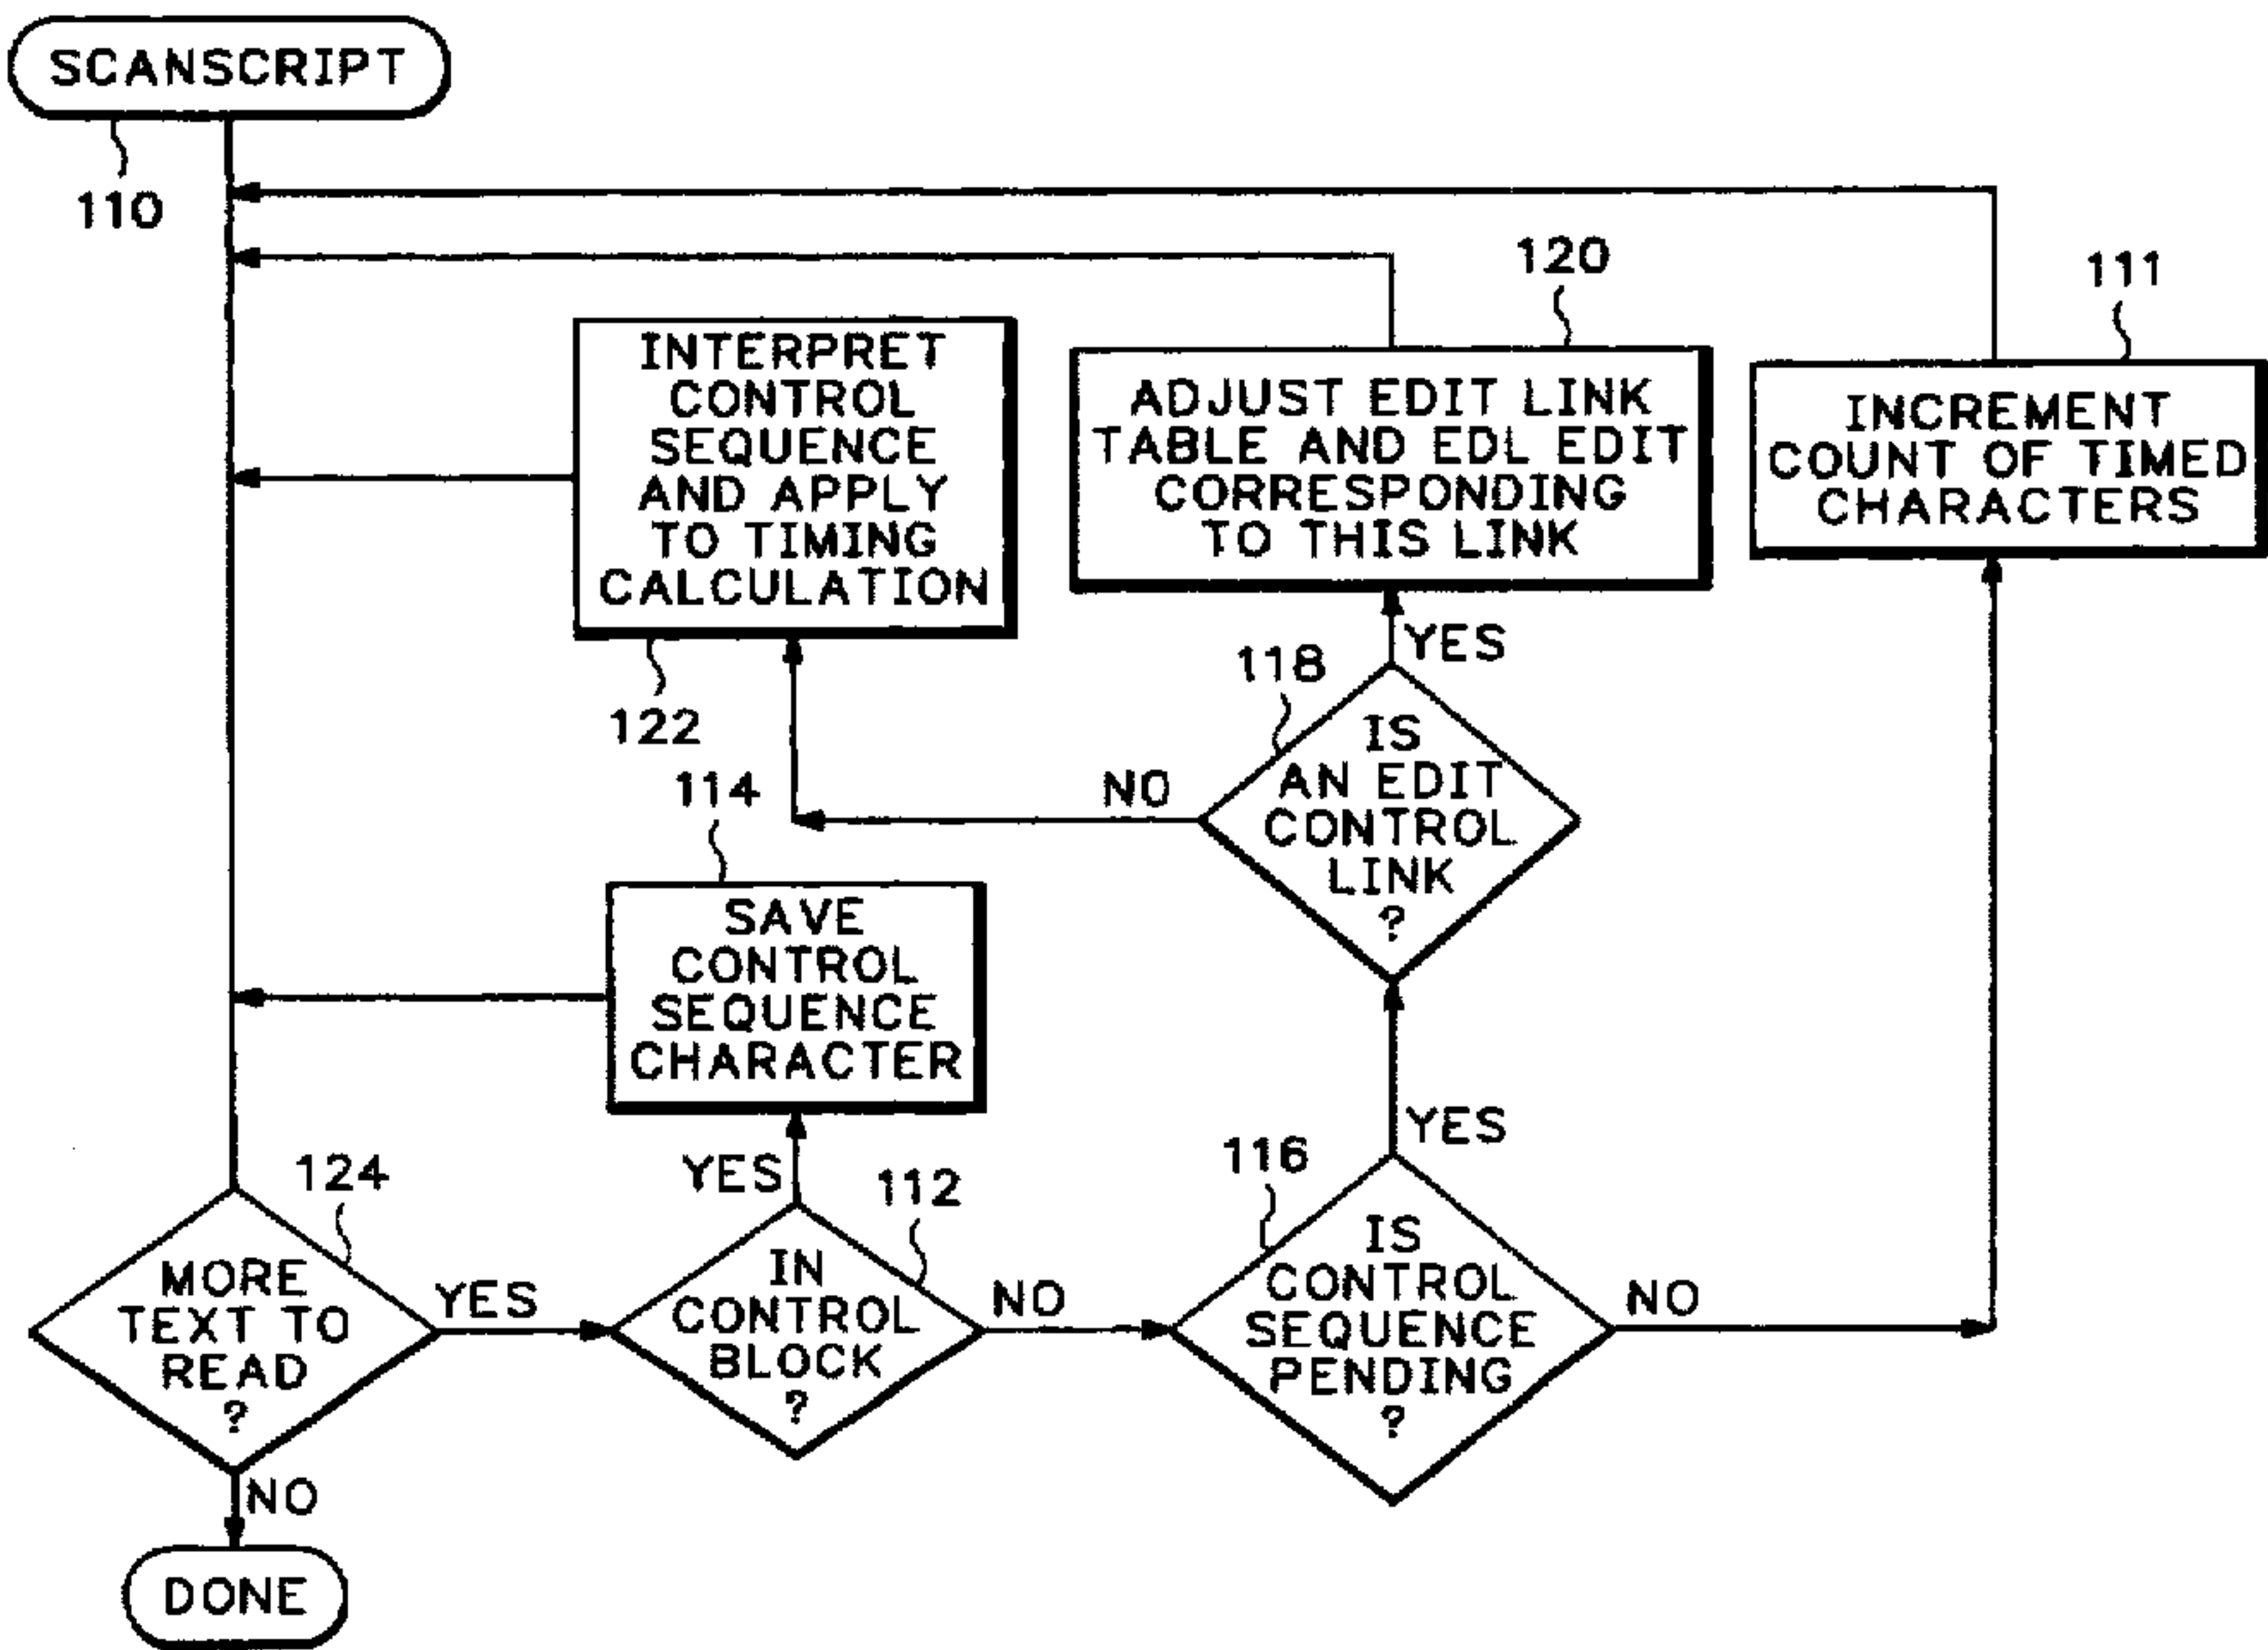 SCANSCRIPT
110
120
111
INTERPRET
CONTROL
SEQUENCE
AND APPLY
TO TIMING
CALCULATION
122
ADJUST EDIT LINK
TABLE AND EDL EDIT
CORRESPONDING
TO THIS LINK
INCREMENT
COUNT OF TIMED
CHARACTERS
YES
118
IS
AN EDIT
CONTROL
LINK
?
NO
114
SAVE
CONTROL
SEQUENCE
CHARACTER
YES
YES
124
MORE
TEXT TO
READ
?
YES
112
IN
CONTROL
BLOCK
?
NO
116
IS
CONTROL
SEQUENCE
PENDING
?
NO
NO
DONE